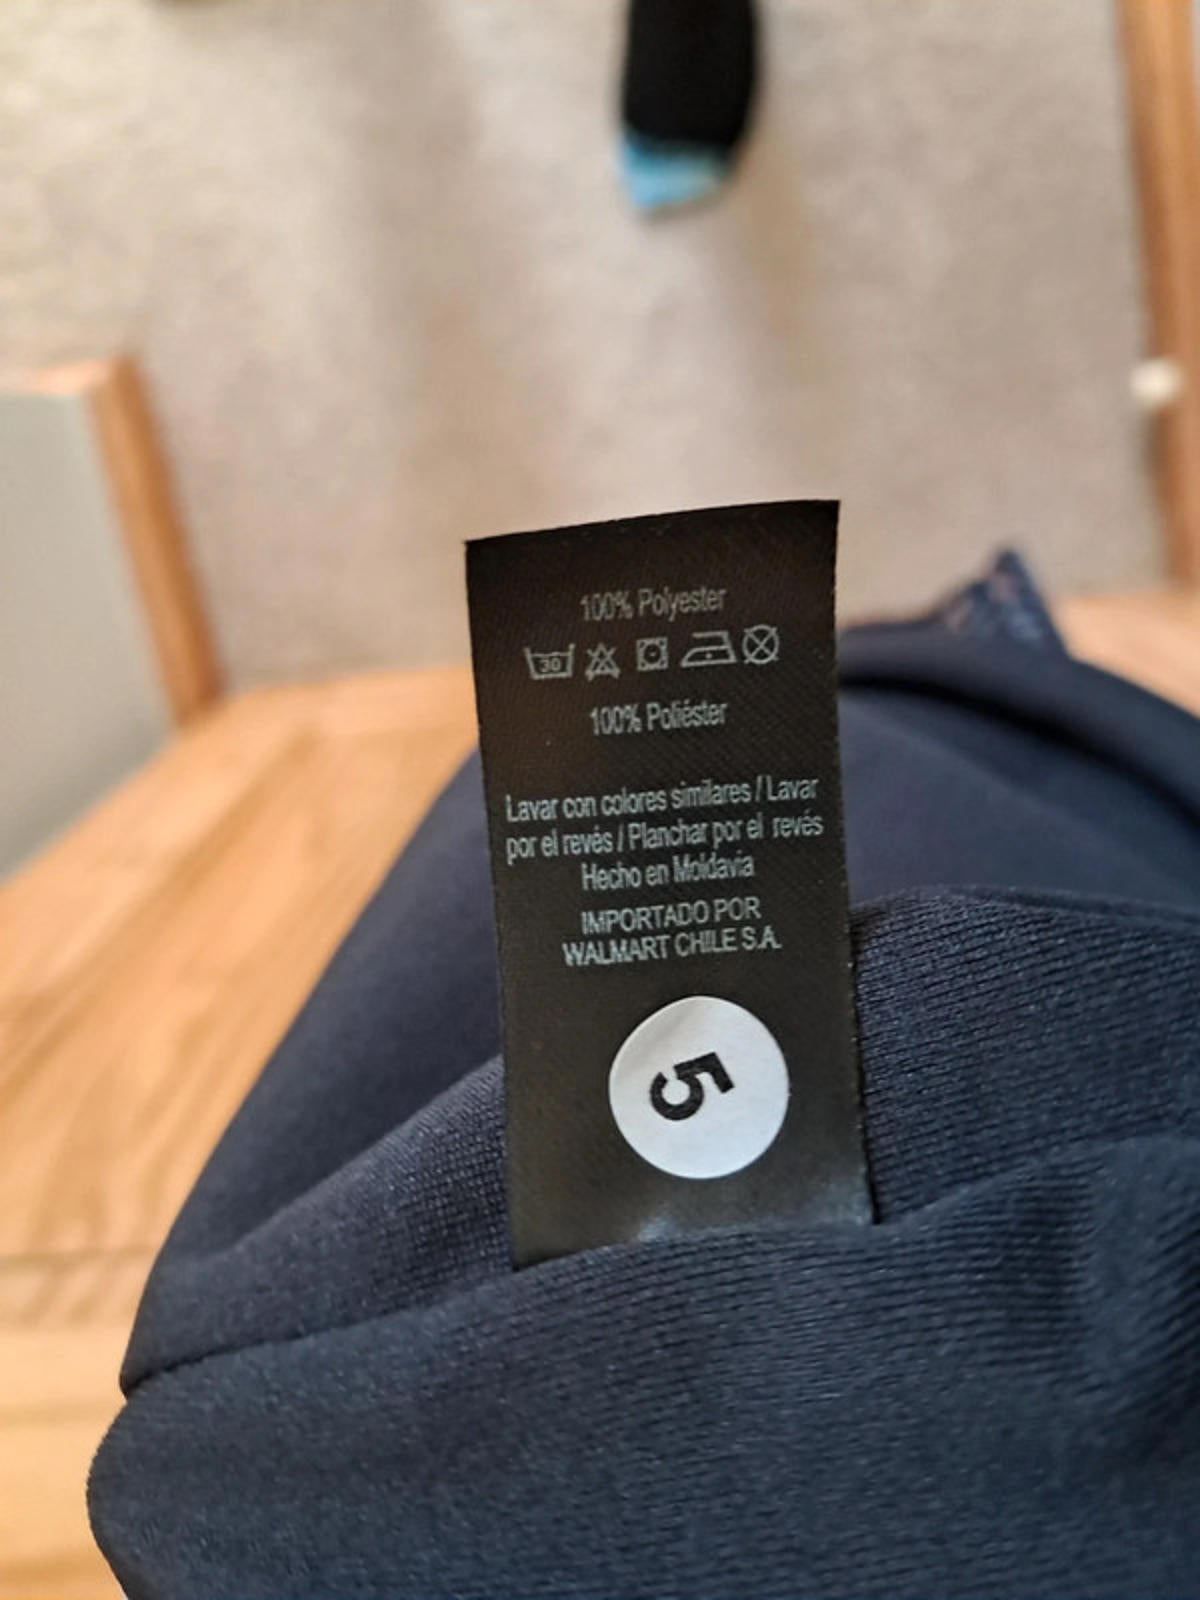 100% Polyester
30
100% Poliéster
Lavar con colores similares / Lavar
por el revés / Planchar por el revés
Hecho en Moldavia
IMPORTADO POR
WALMART CHILE S.A.
5